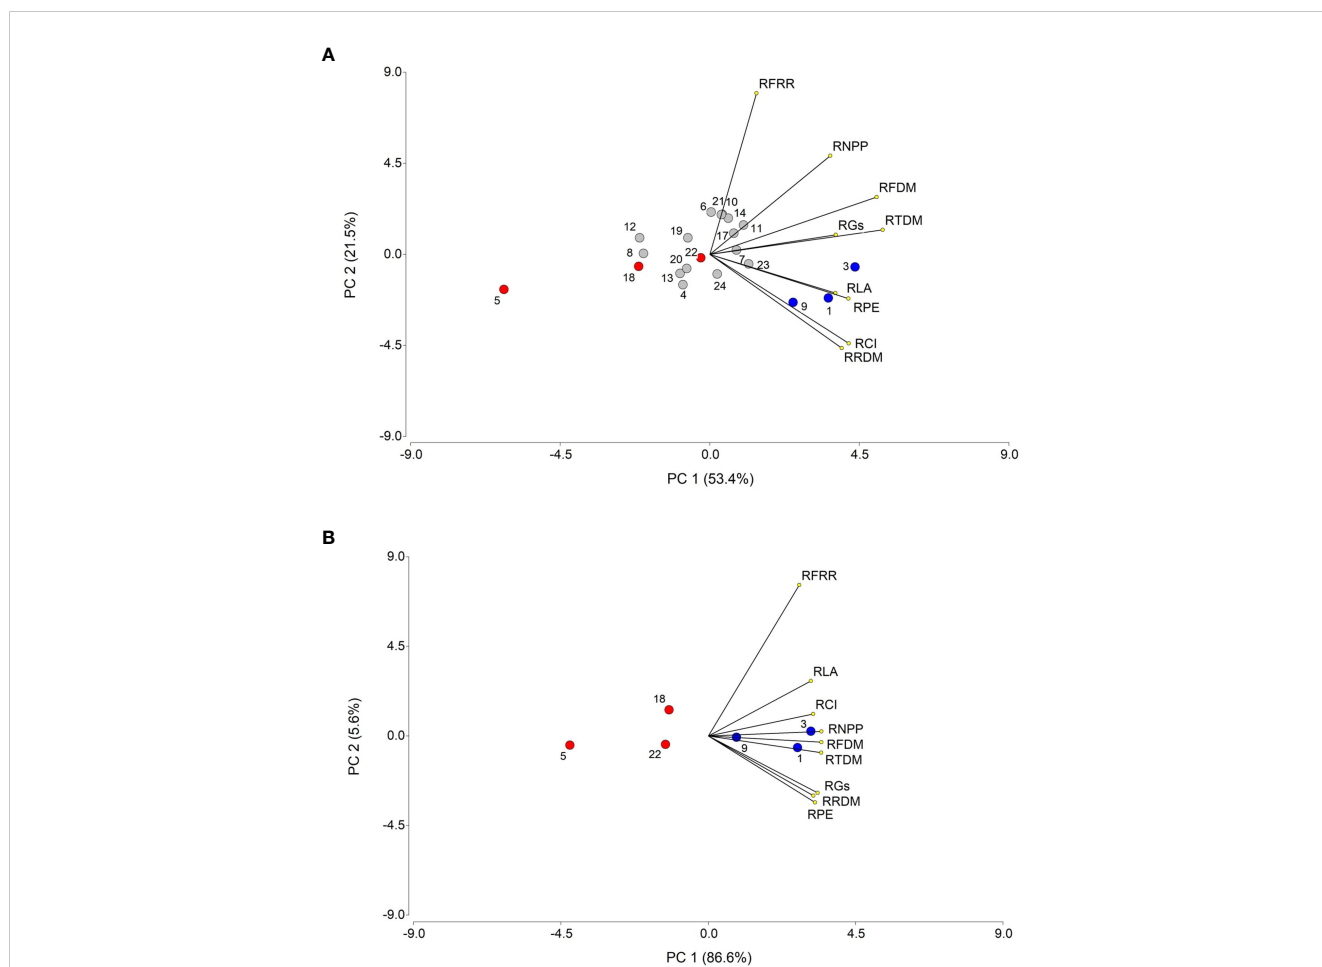 A
9.0
RFRR
RNPP
4.5
RFDM
6 21 10
14
RTDM
12
19
17
11
RGs
PC 2 (21.5%)
0.0
8
22
7
23
3
20
18
13
24
RLA
5
4
9
1
RPE
-4.5
RCI
RRDM
-9.0
-9.0 -4.5 0.0 4.5 9.0
PC 1 (53.4%)
B
9.0
RFRR
4.5
RLA
18
RCI
3
RNPP
PC 2 (5.6%)
0.0
RFDM
5
22
9
1
RTDM
RGs
RRDM
RPE
-4.5
-9.0
-9.0 -4.5 0.0 4.5 9.0
PC 1 (86.6%)